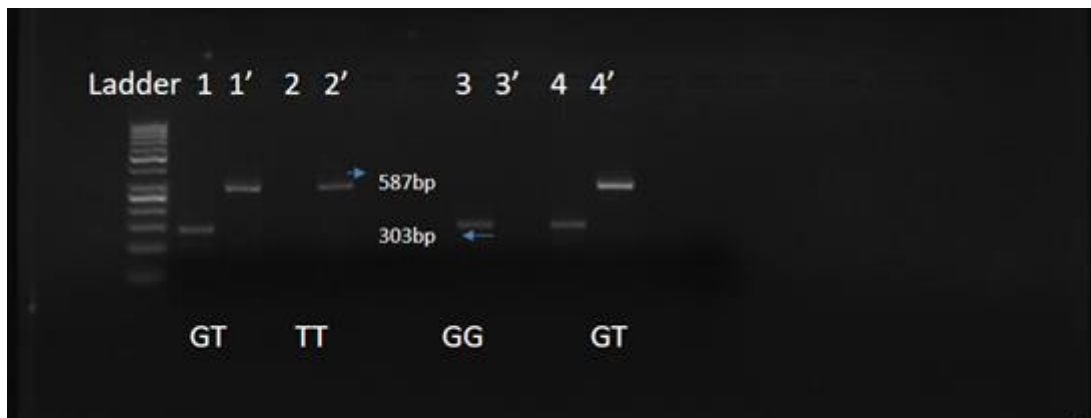 Ladder 1 1’ 2 2’ 3 3’ 4 4’
587bp
303bp
GT TT GG GT